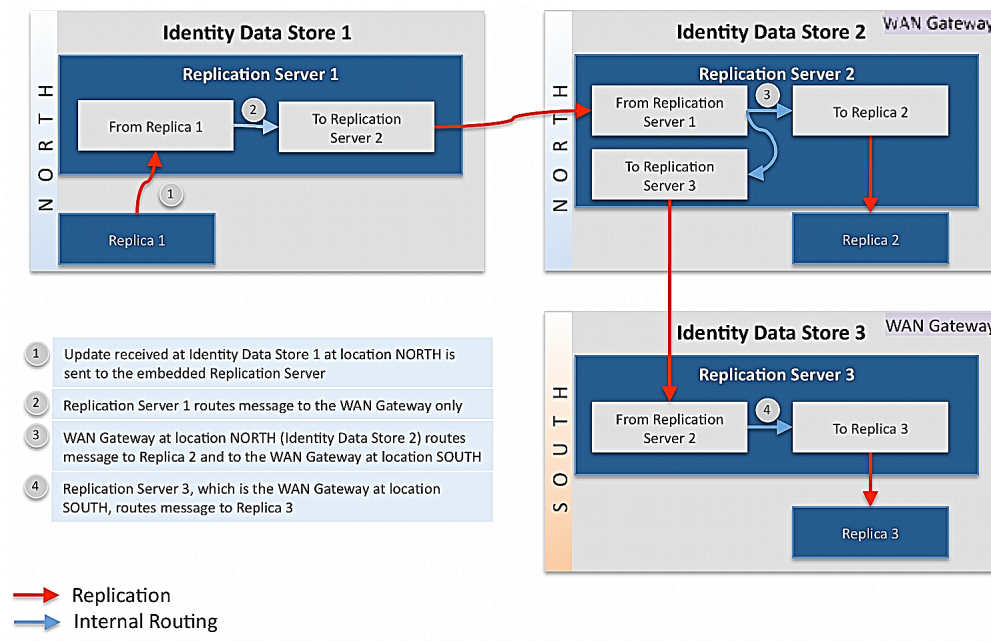 Identity Data Store 1
NORTH
Replication Server 1
From Replica 1
2
To Replication
Server 2
1
Replica 1
Identity Data Store 2
WAN Gateway
NORTH
Replication Server 2
From Replication
Server 1
3
To Replica 2
To Replication
Server 3
Replica 2
Identity Data Store 3
WAN Gateway
SOUTH
Replication Server 3
From Replication
Server 2
4
To Replica 3
Replica 3
1 Update received at Identity Data Store 1 at location NORTH is
sent to the embedded Replication Server
2 Replication Server 1 routes message to the WAN Gateway only
3 WAN Gateway at location NORTH (Identity Data Store 2) routes
message to Replica 2 and to the WAN Gateway at location SOUTH
4 Replication Server 3, which is the WAN Gateway at location
SOUTH, routes message to Replica 3
Replication
Internal Routing